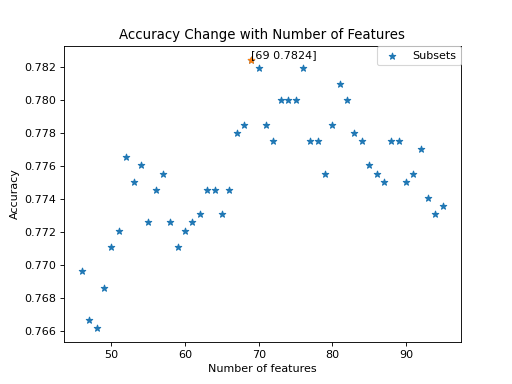 Accuracy Change with Number of Features
[69 0.7824]
Subsets
0.782
0.780
0.778
0.776
0.774
0.772
0.770
0.768
0.766
Accuracy
50 60 70 80 90
Number of features